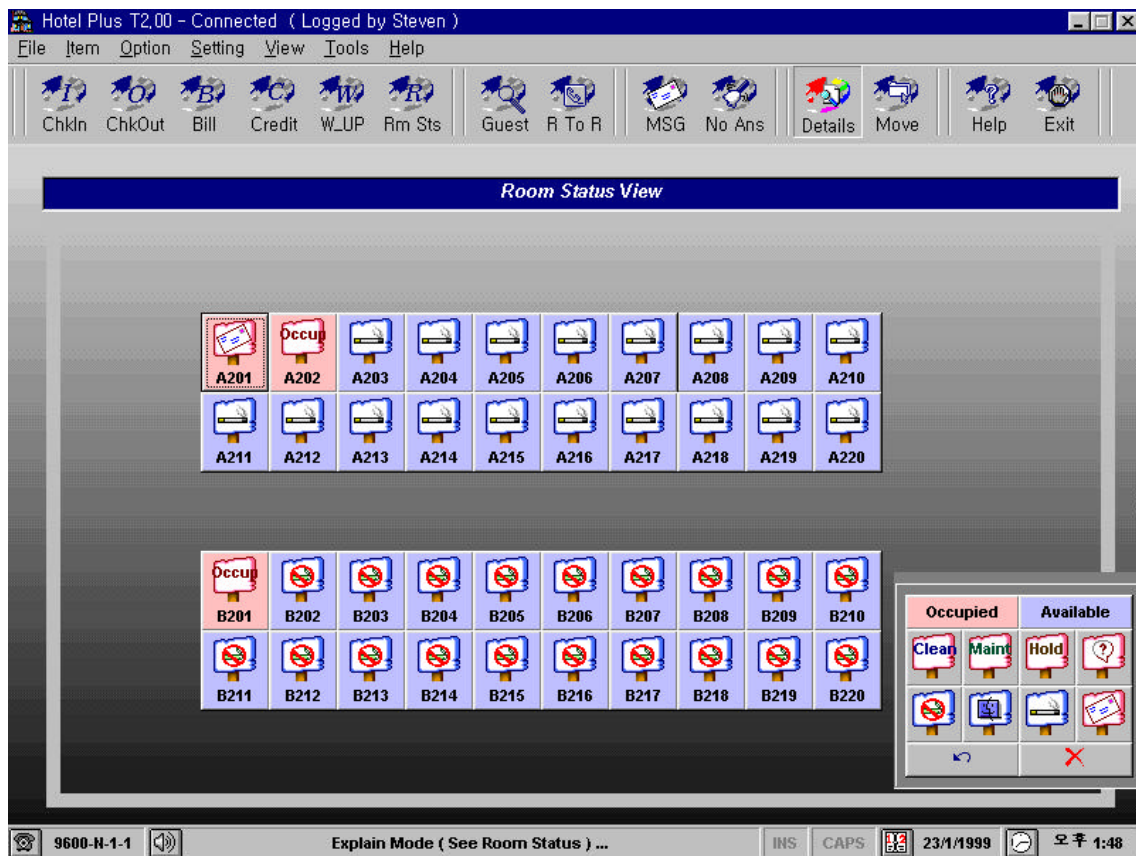 Hotel Plus T2,00 - Connected ( Logged by Steven )
File Item Option Setting View Tools Help
I O B C W R
ChkIn ChkOut Bill Credit W_UP Rm Sts Guest R To R MSG No Ans Details Move Help Exit
Room Status View
Occup
A201 A202 A203 A204 A205 A206 A207 A208 A209 A210
A211 A212 A213 A214 A215 A216 A217 A218 A219 A220
Occup
B201 B202 B203 B204 B205 B206 B207 B208 B209 B210
B211 B212 B213 B214 B215 B216 B217 B218 B219 B220
Occupied Available
Clean Maint Hold ?
9600-N-1-1 Explain Mode ( See Room Status ) ... INS CAPS 23/1/1999 오후 1:48